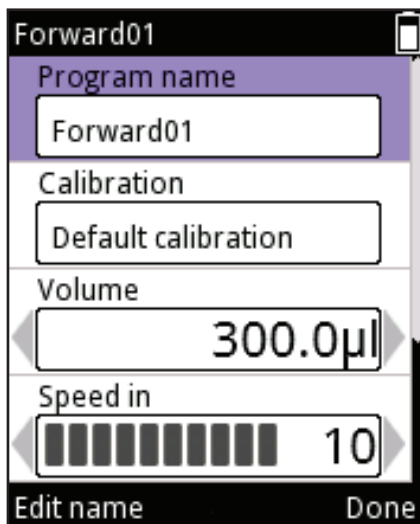 Forward01
Program name
Forward01
Calibration
Default calibration
Volume
300.0µl
Speed in
10
Edit name Done